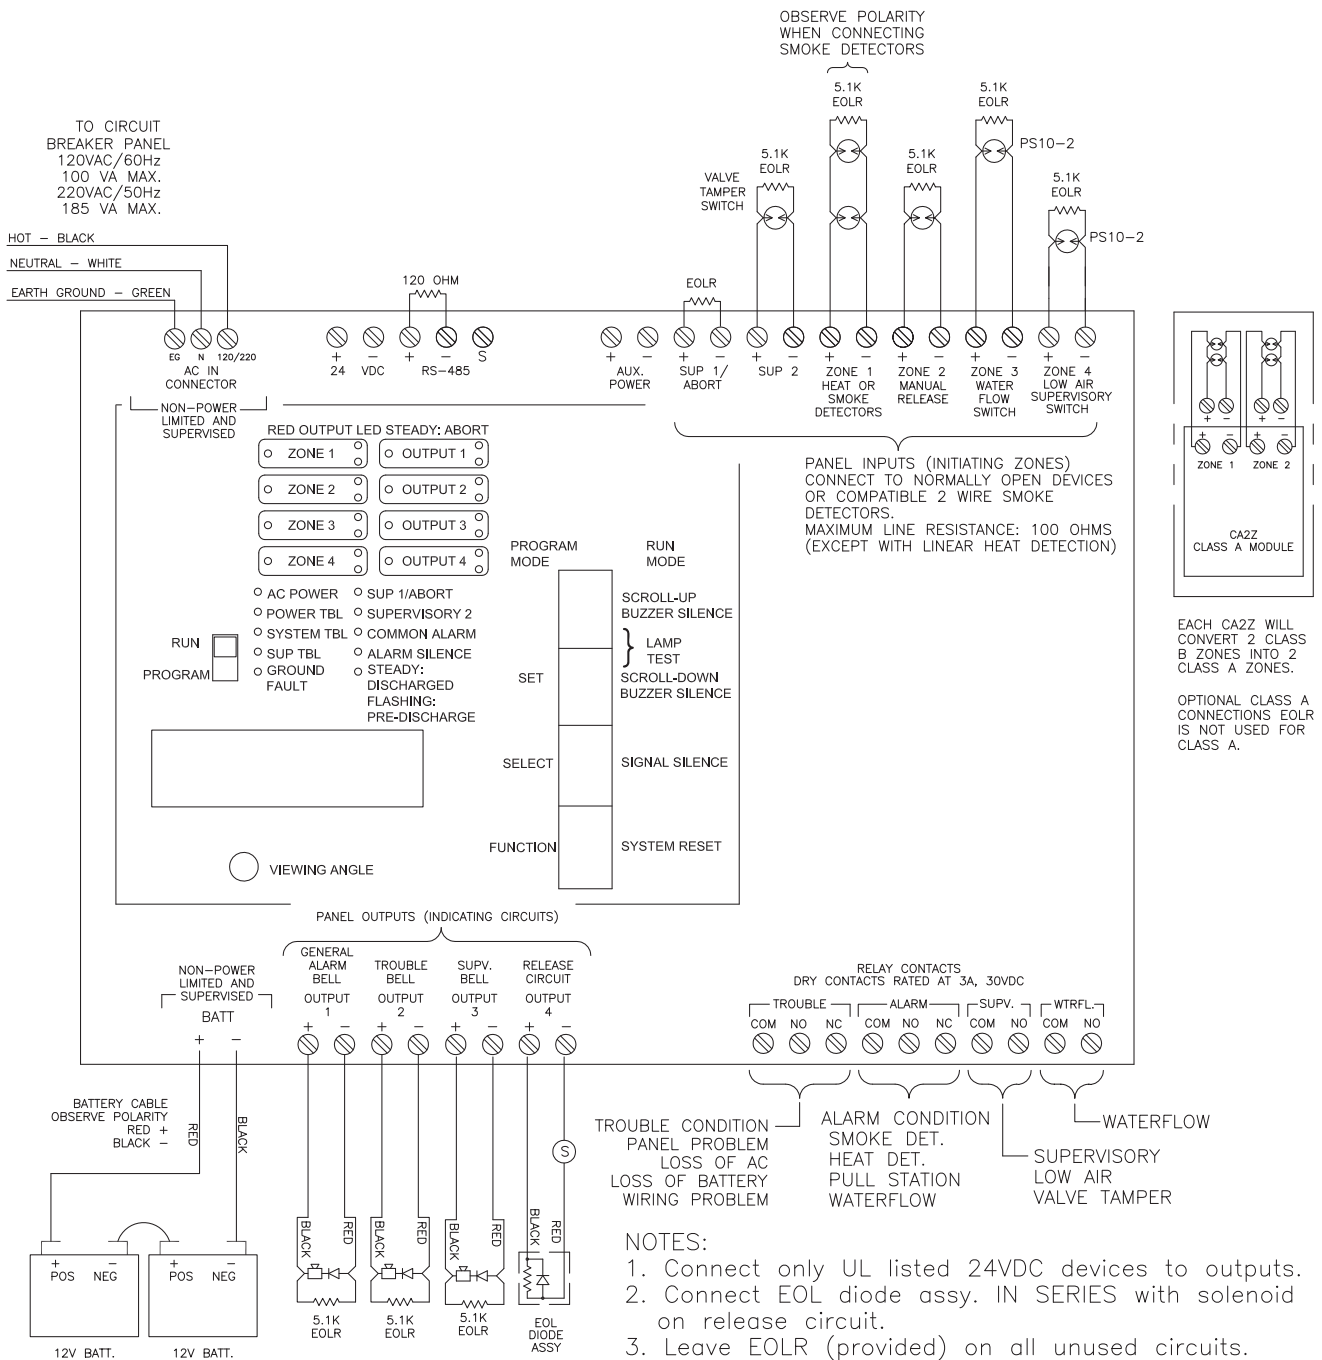 OBSERVE POLARITY
WHEN CONNECTING
SMOKE DETECTORS
TO CIRCUIT
BREAKER PANEL
120VAC/60Hz
100 VA MAX.
220VAC/50Hz
185 VA MAX.
HOT – BLACK
NEUTRAL – WHITE
EARTH GROUND – GREEN
120 OHM
EOLR
VALVE
TAMPER
SWITCH
5.1K
EOLR
5.1K
EOLR
5.1K
EOLR
5.1K
EOLR
PS10–2
5.1K
EOLR
PS10–2
EG N 120/220
AC IN
CONNECTOR
+ –
24 VDC
+ – S
RS–485
+ –
AUX.
POWER
+ –
SUP 1/
ABORT
+ –
SUP 2
+ –
ZONE 1
HEAT OR
SMOKE
DETECTORS
+ –
ZONE 2
MANUAL
RELEASE
+ –
ZONE 3
WATER
FLOW
SWITCH
+ –
ZONE 4
LOW AIR
SUPERVISORY
SWITCH
NON–POWER
LIMITED AND
SUPERVISED
RED OUTPUT LED STEADY: ABORT
ZONE 1 OUTPUT 1
ZONE 2 OUTPUT 2
ZONE 3 OUTPUT 3
ZONE 4 OUTPUT 4
AC POWER SUP 1/ABORT
POWER TBL SUPERVISORY 2
SYSTEM TBL COMMON ALARM
SUP TBL ALARM SILENCE
GROUND
FAULT
STEADY:
DISCHARGED
FLASHING:
PRE-DISCHARGE
RUN
PROGRAM
PANEL INPUTS (INITIATING ZONES)
CONNECT TO NORMALLY OPEN DEVICES
OR COMPATIBLE 2 WIRE SMOKE
DETECTORS.
MAXIMUM LINE RESISTANCE: 100 OHMS
(EXCEPT WITH LINEAR HEAT DETECTION)
PROGRAM
MODE
RUN
MODE
SCROLL-UP
BUZZER SILENCE
LAMP
TEST
SET
SCROLL-DOWN
BUZZER SILENCE
SELECT
SIGNAL SILENCE
FUNCTION
SYSTEM RESET
VIEWING ANGLE
+ – + –
+ – + –
ZONE 1 ZONE 2
CA2Z
CLASS A MODULE
EACH CA2Z WILL
CONVERT 2 CLASS
B ZONES INTO 2
CLASS A ZONES.
OPTIONAL CLASS A
CONNECTIONS EOLR
IS NOT USED FOR
CLASS A.
PANEL OUTPUTS (INDICATING CIRCUITS)
NON–POWER
LIMITED AND
SUPERVISED
BATT
+ –
GENERAL
ALARM
BELL
OUTPUT
1
+ –
TROUBLE
BELL
OUTPUT
2
+ –
SUPV.
BELL
OUTPUT
3
+ –
RELEASE
CIRCUIT
OUTPUT
4
+ –
RELAY CONTACTS
DRY CONTACTS RATED AT 3A, 30VDC
TROUBLE ALARM SUPV. WTRFL.
COM NO NC COM NO NC COM NO COM NO
BATTERY CABLE
OBSERVE POLARITY
RED +
BLACK –
RED
BLACK
S
TROUBLE CONDITION
PANEL PROBLEM
LOSS OF AC
LOSS OF BATTERY
WIRING PROBLEM
ALARM CONDITION
SMOKE DET.
HEAT DET.
PULL STATION
WATERFLOW
WATERFLOW
SUPERVISORY
LOW AIR
VALVE TAMPER
BLACK RED BLACK RED BLACK RED BLACK RED
+ – + –
POS NEG POS NEG
12V BATT. 12V BATT.
5.1K
EOLR
5.1K
EOLR
5.1K
EOLR
EOL
DIODE
ASSY
NOTES:
1. Connect only UL listed 24VDC devices to outputs.
2. Connect EOL diode assy. IN SERIES with solenoid
on release circuit.
3. Leave EOLR (provided) on all unused circuits.